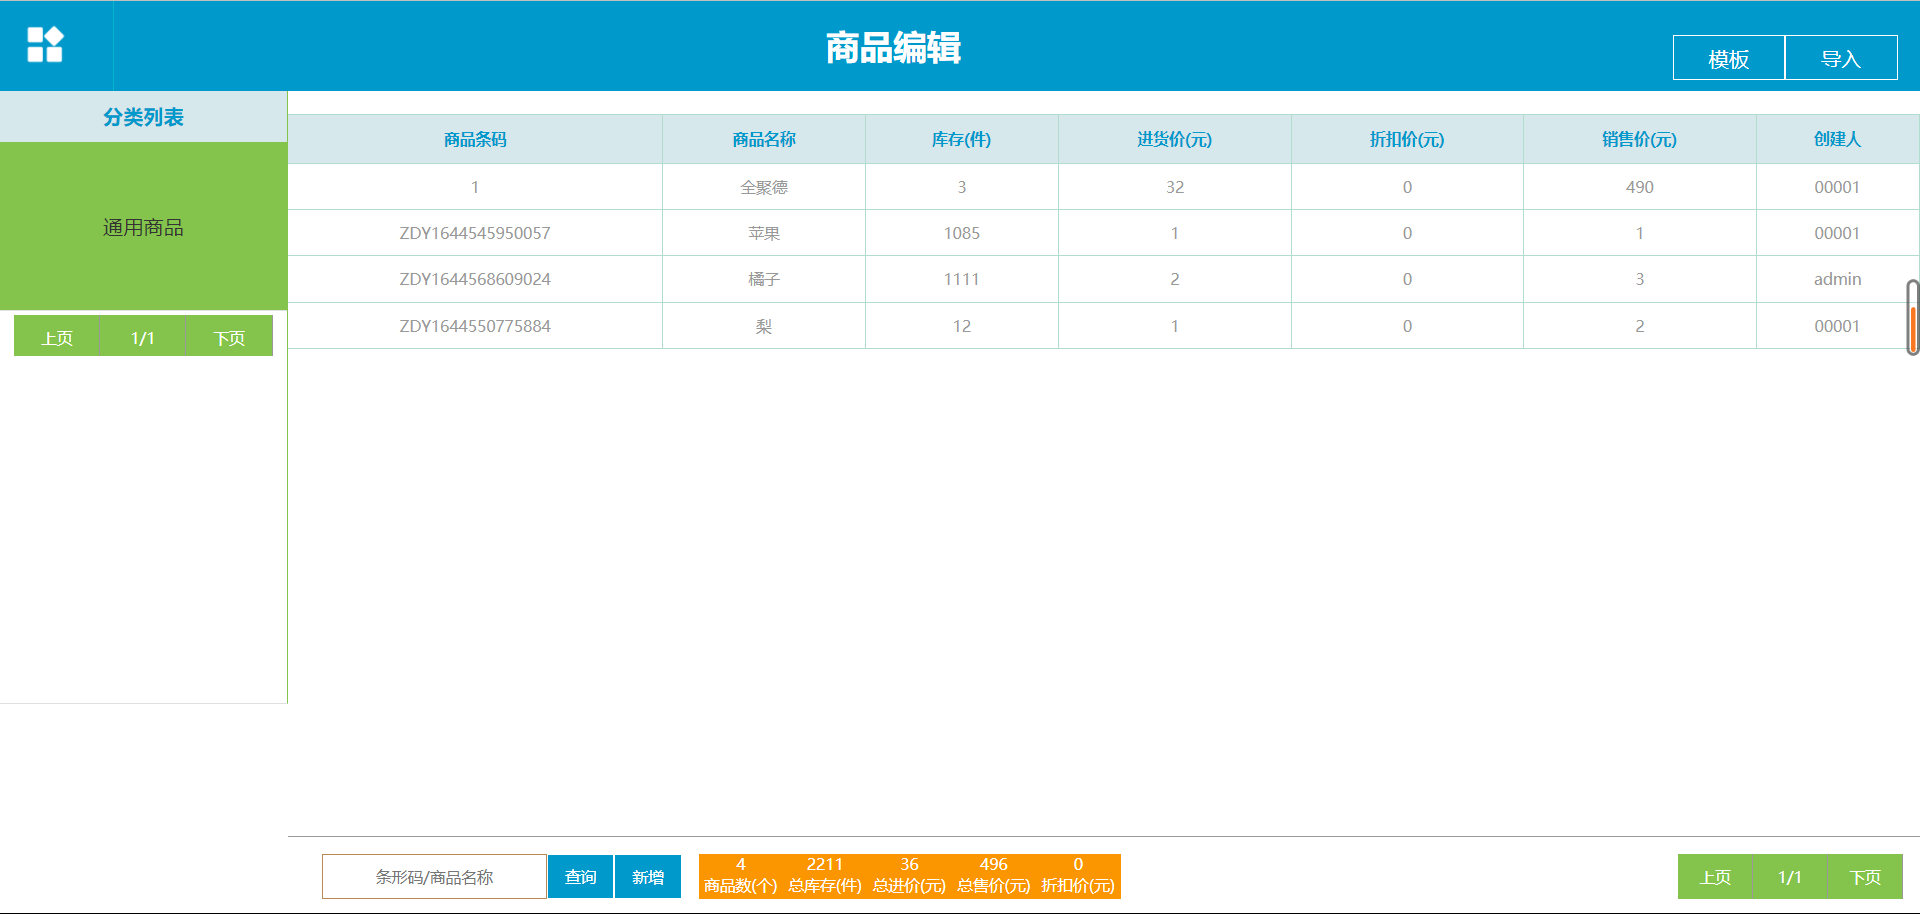 商品编辑
模板 导入
分类列表
通用商品
上页 1/1 下页
商品条码 商品名称 库存(件) 进货价(元) 折扣价(元) 销售价(元) 创建人
1 全聚德 3 32 0 490 00001
ZDY1644545950057 苹果 1085 1 0 1 00001
ZDY1644568609024 橘子 1111 2 0 3 admin
ZDY1644550775884 梨 12 1 0 2 00001
条形码/商品名称 查询 新增
4 2211 36 496 0
商品数(个) 总库存(件) 总进价(元) 总售价(元) 折扣价(元)
上页 1/1 下页